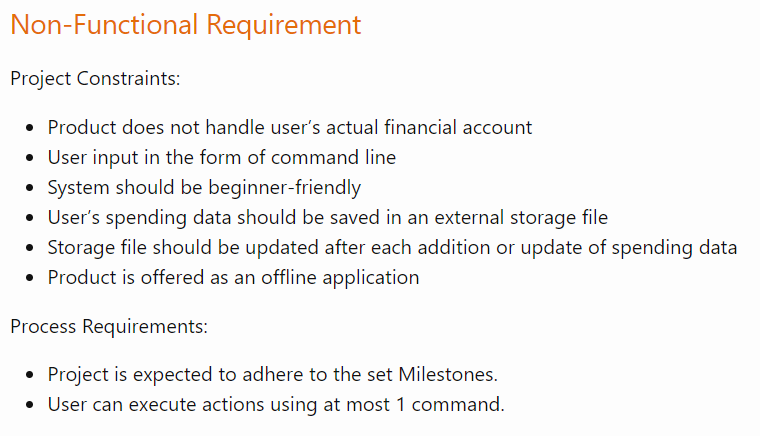 Non-Functional Requirement
Project Constraints:
• Product does not handle user's actual financial account
• User input in the form of command line
• System should be beginner-friendly
• User's spending data should be saved in an external storage file
• Storage file should be updated after each addition or update of spending data
• Product is offered as an offline application
Process Requirements:
• Project is expected to adhere to the set Milestones.
• User can execute actions using at most 1 command.